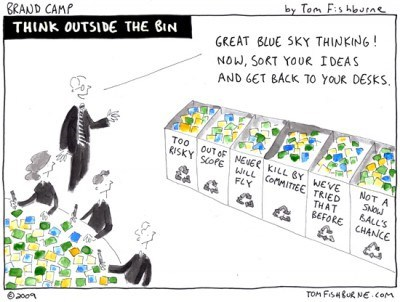 BRAND CAMP
by Tom Fishburne
THINK OUTSIDE THE BIN
GREAT BLUE SKY THINKING!
NOW, SORT YOUR IDEAS
AND GET BACK TO YOUR DESKS.
TOO
RISKY
OUT OF
SCOPE
NEVER
WILL
FLY
KILL BY
COMMITTEE
WE'VE
TRIED
THAT
BEFORE
NOT A
SNOW
BALL'S
CHANCE
©2009
TOMFISHBURNE.COM